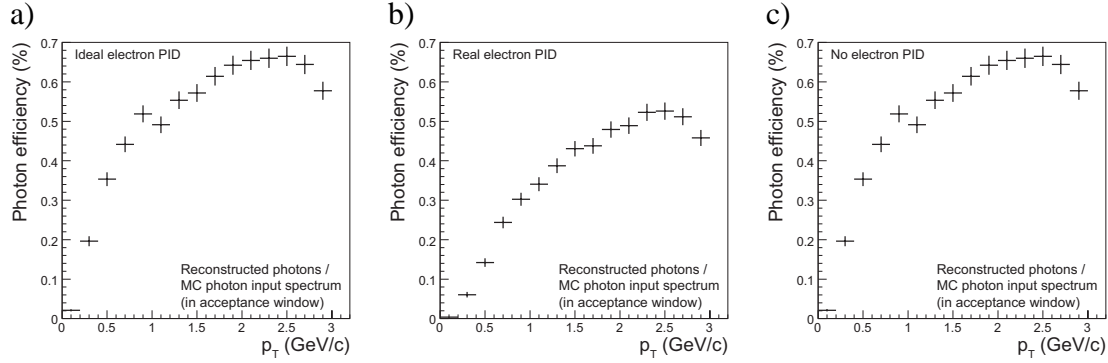 a)
Photon efficiency (%)
0.7
0.6
0.5
0.4
0.3
0.2
0.1
0
Ideal electron PID
Reconstructed photons /
MC photon input spectrum
(in acceptance window)
0 0.5 1 1.5 2 2.5 3
p_T (GeV/c)
b)
Photon efficiency (%)
0.7
0.6
0.5
0.4
0.3
0.2
0.1
0
Real electron PID
Reconstructed photons /
MC photon input spectrum
(in acceptance window)
0 0.5 1 1.5 2 2.5 3
p_T (GeV/c)
c)
Photon efficiency (%)
0.7
0.6
0.5
0.4
0.3
0.2
0.1
0
No electron PID
Reconstructed photons /
MC photon input spectrum
(in acceptance window)
0 0.5 1 1.5 2 2.5 3
p_T (GeV/c)